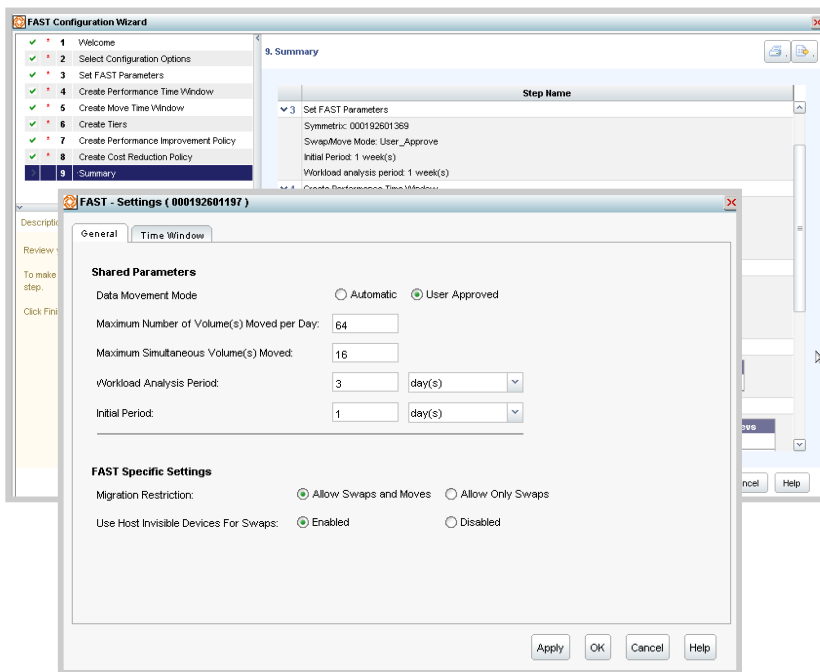 FAST Configuration Wizard
✓ * 1 Welcome
✓ * 2 Select Configuration Options
✓ * 3 Set FAST Parameters
✓ * 4 Create Performance Time Window
✓ * 5 Create Move Time Window
✓ * 6 Create Tiers
✓ * 7 Create Performance Improvement Policy
✓ * 8 Create Cost Reduction Policy
9 Summary
9. Summary
Step Name
3 Set FAST Parameters
Symmetrix: 000192601369
Swap/Move Mode: User_Approve
Initial Period: 1 week(s)
Workload analysis period: 1 week(s)
Create Performance Time Window
Review
To make
step.
Click Fini
evs
ncel
Help
FAST - Settings ( 000192601197 )
General
Time Window
Shared Parameters
Data Movement Mode Automatic User Approved
Maximum Number of Volume(s) Moved per Day: 64
Maximum Simultaneous Volume(s) Moved: 16
Workload Analysis Period: 3 day(s)
Initial Period: 1 day(s)
FAST Specific Settings
Migration Restriction: Allow Swaps and Moves Allow Only Swaps
Use Host Invisible Devices For Swaps: Enabled Disabled
Apply OK Cancel Help